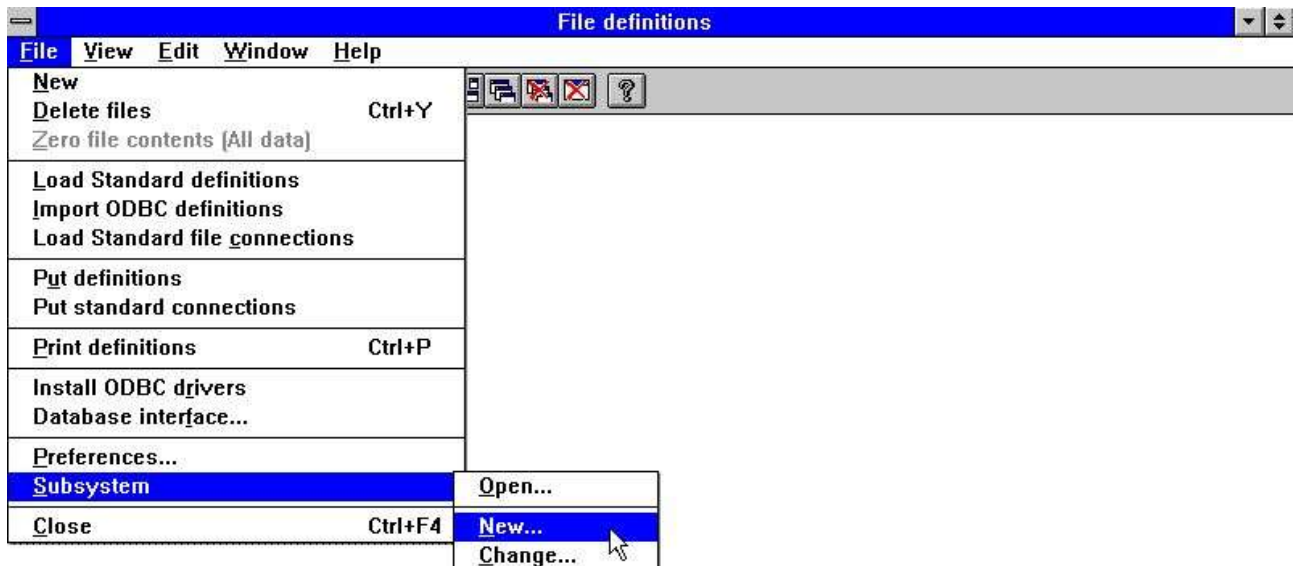 File definitions
File View Edit Window Help
New
Delete files Ctrl+Y
Zero file contents (All data)
Load Standard definitions
Import ODBC definitions
Load Standard file connections
Put definitions
Put standard connections
Print definitions Ctrl+P
Install ODBC drivers
Database interface...
Preferences...
Subsystem
Open...
Close Ctrl+F4
New...
Change...